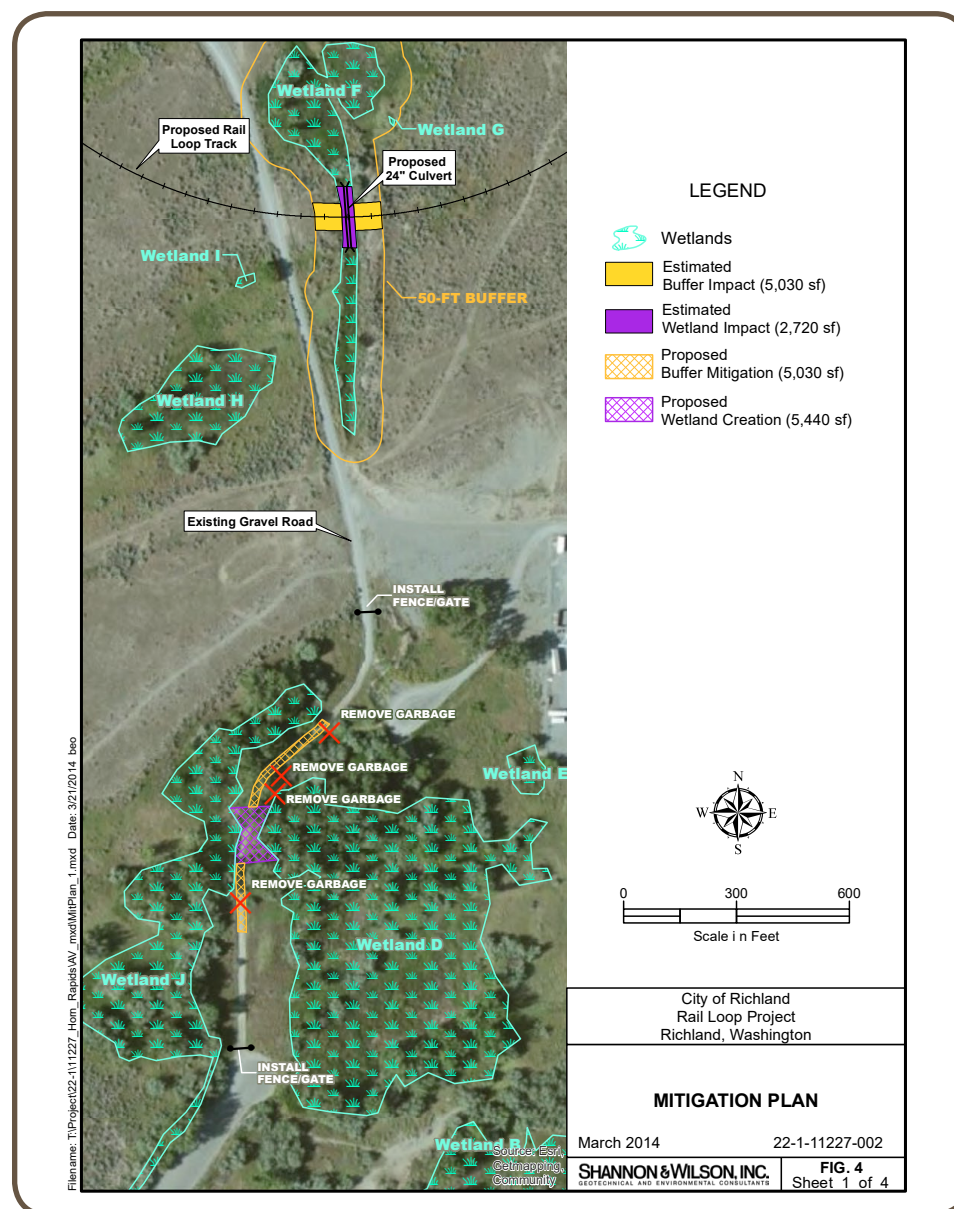 Wetland F
Wetland G
Proposed Rail
Loop Track
Proposed
24" Culvert
Wetland I
50-FT BUFFER
Wetland H
Existing Gravel Road
INSTALL
FENCE/GATE
REMOVE GARBAGE
REMOVE GARBAGE
REMOVE GARBAGE
Wetland E
REMOVE GARBAGE
Wetland D
Wetland J
INSTALL
FENCE/GATE
Wetland B
Source: Esri,
Getmapping,
Community
Filename: T:\Project\22-1\11227_Horn_Rapids\AV_mxd\MitPlan_1.mxd Date: 3/21/2014 beo
LEGEND
Wetlands
Estimated
Buffer Impact (5,030 sf)
Estimated
Wetland Impact (2,720 sf)
Proposed
Buffer Mitigation (5,030 sf)
Proposed
Wetland Creation (5,440 sf)
N
W E
S
0 300 600
Scale i n Feet
City of Richland
Rail Loop Project
Richland, Washington
MITIGATION PLAN
March 2014 22-1-11227-002
SHANNON & WILSON, INC.
GEOTECHNICAL AND ENVIRONMENTAL CONSULTANTS
FIG. 4
Sheet 1 of 4